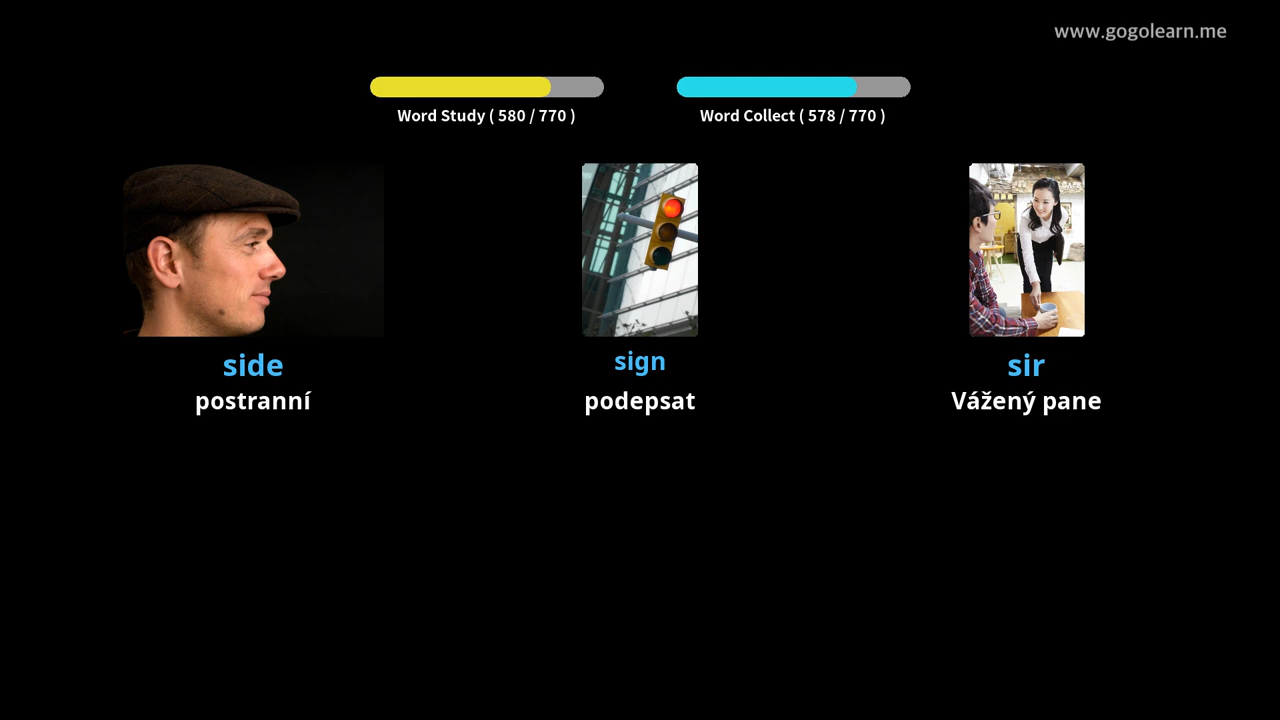 www.gogolearn.me
Word Study ( 580 / 770 )
Word Collect ( 578 / 770 )
side
postranní
sign
podepsat
sir
Vážený pane